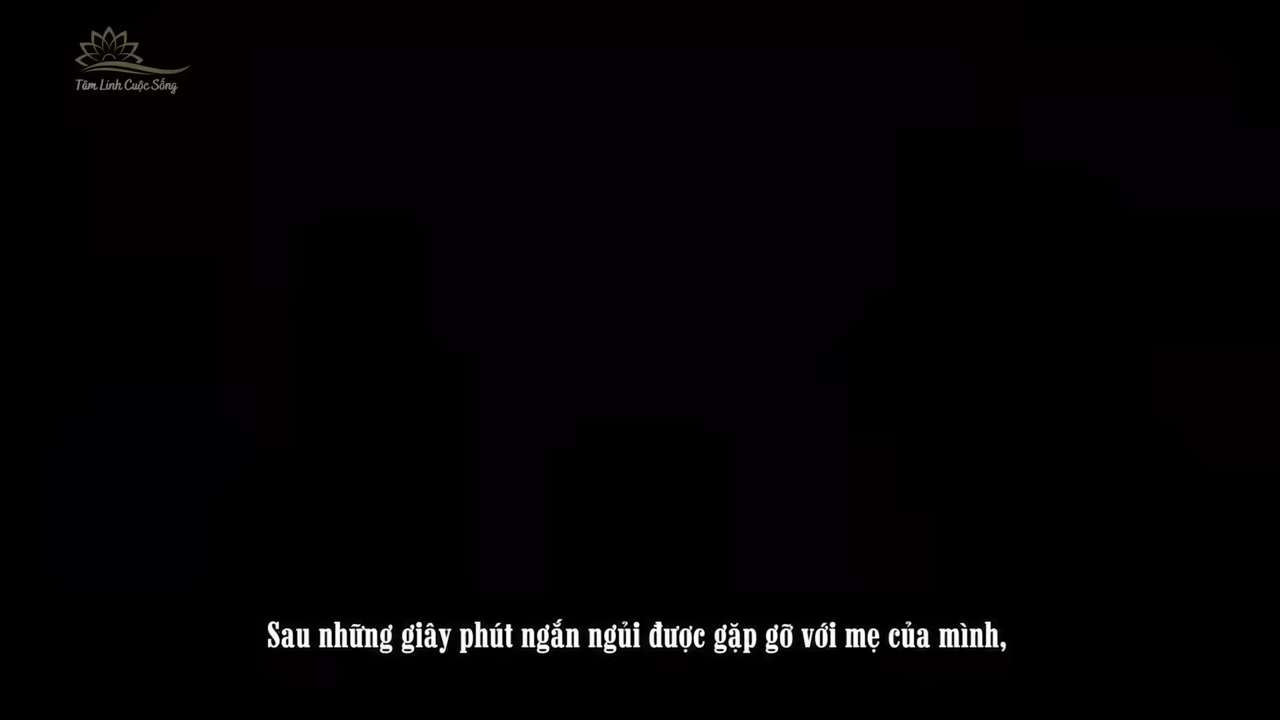 Tâm Linh Cuộc Sống
Sau những giây phút ngắn ngủi được gặp gỡ với mẹ của mình,